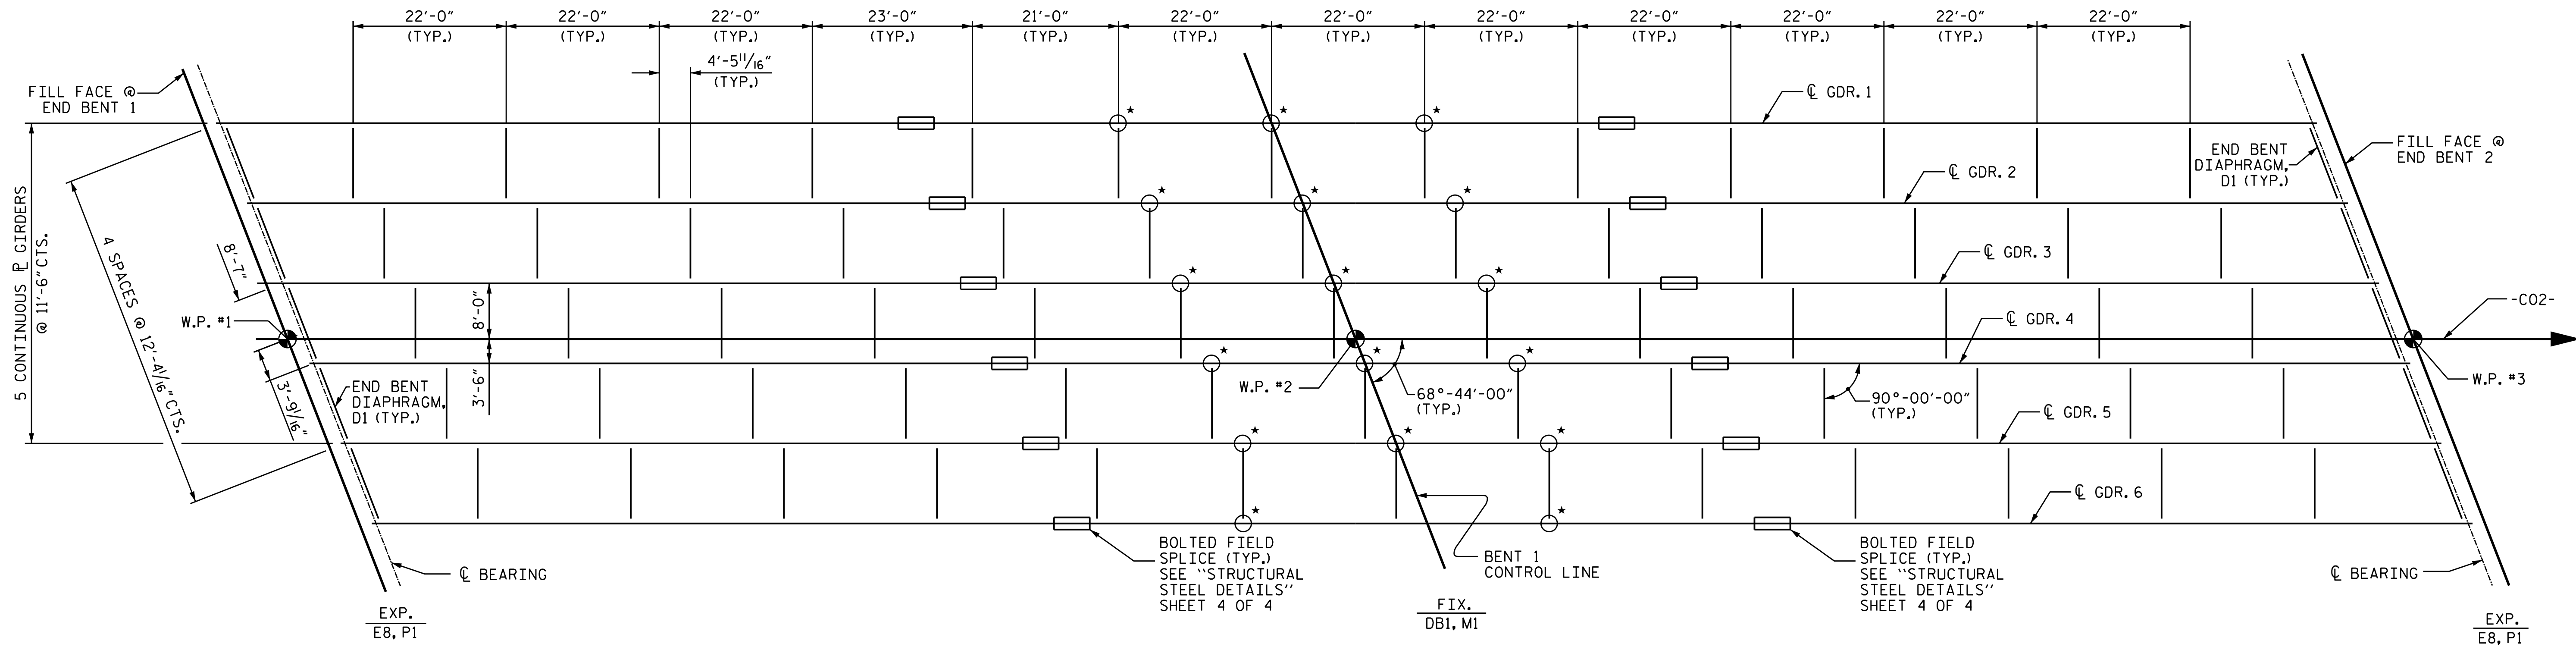 22'-0" 22'-0" 22'-0" 23'-0" 21'-0" 22'-0" 22'-0" 22'-0" 22'-0" 22'-0" 22'-0" 22'-0"
(TYP.) (TYP.) (TYP.) (TYP.) (TYP.) (TYP.) (TYP.) (TYP.) (TYP.) (TYP.) (TYP.) (TYP.)
4'-5 11/16"
(TYP.)
FILL FACE @
END BENT 1
℄ GDR. 1
END BENT
DIAPHRAGM,
D1 (TYP.)
FILL FACE @
END BENT 2
℄ GDR. 2
5 CONTINUOUS ⅊ GIRDERS
@ 11'-6" CTS.
4 SPACES @ 12'-4 1/16" CTS.
8'-7"
℄ GDR. 3
8'-0"
W.P. #1
-CO2-
℄ GDR. 4
3'-6"
3'-9 1/16"
END BENT
DIAPHRAGM,
D1 (TYP.)
W.P. #2
68°-44'-00"
(TYP.)
90°-00'-00"
(TYP.)
W.P. #3
℄ GDR. 5
℄ GDR. 6
BOLTED FIELD
SPLICE (TYP.)
SEE "STRUCTURAL
STEEL DETAILS"
SHEET 4 OF 4
BENT 1
CONTROL LINE
BOLTED FIELD
SPLICE (TYP.)
SEE "STRUCTURAL
STEEL DETAILS"
SHEET 4 OF 4
℄ BEARING
℄ BEARING
EXP.
E8, P1
FIX.
DB1, M1
EXP.
E8, P1